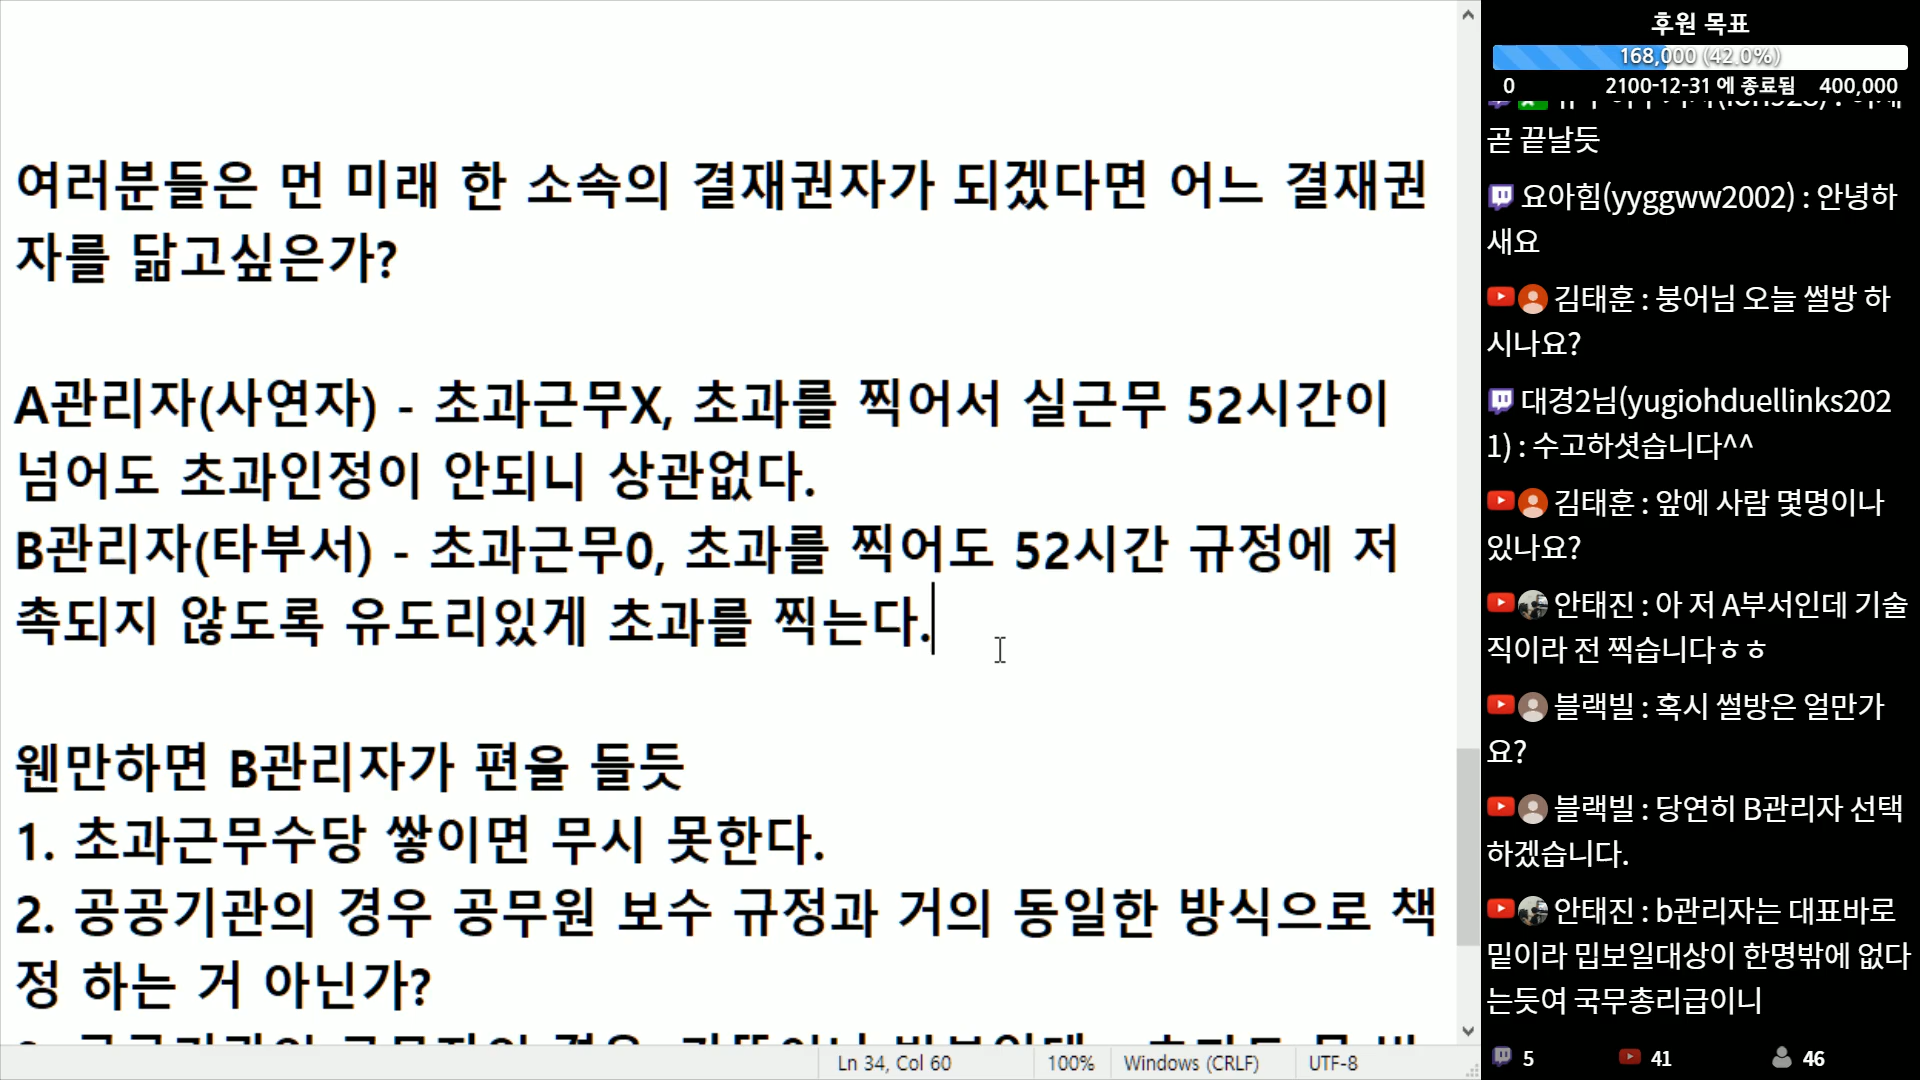 여러분들은 먼 미래 한 소속의 결재권자가 되겠다면 어느 결재권
자를 닮고싶은가?
A관리자(사연자) - 초과근무X, 초과를 찍어서 실근무 52시간이
넘어도 초과인정이 안되니 상관없다.
B관리자(타부서) - 초과근무0, 초과를 찍어도 52시간 규정에 저
촉되지 않도록 유도리있게 초과를 찍는다.
웬만하면 B관리자가 편을 들듯
1. 초과근무수당 쌓이면 무시 못한다.
2. 공공기관의 경우 공무원 보수 규정과 거의 동일한 방식으로 책
정 하는 거 아닌가?
Ln 34, Col 60
100%
Windows (CRLF)
UTF-8
후원 목표
168,000 (42.0%)
0 2100-12-31 에 종료됨 400,000
곧 끝날듯
요아힘(yyggww2002) : 안녕하
새요
김태훈 : 붕어님 오늘 썰방 하
시나요?
대경2님(yugiohduellinks202
1) : 수고하셧습니다^^
김태훈 : 앞에 사람 몇명이나
있나요?
안태진 : 아 저 A부서인데 기술
직이라 전 찍습니다ㅎㅎ
블랙빌 : 혹시 썰방은 얼만가
요?
블랙빌 : 당연히 B관리자 선택
하겠습니다.
안태진 : b관리자는 대표바로
밑이라 밉보일대상이 한명밖에 없다
는듯여 국무총리급이니
5 41 46